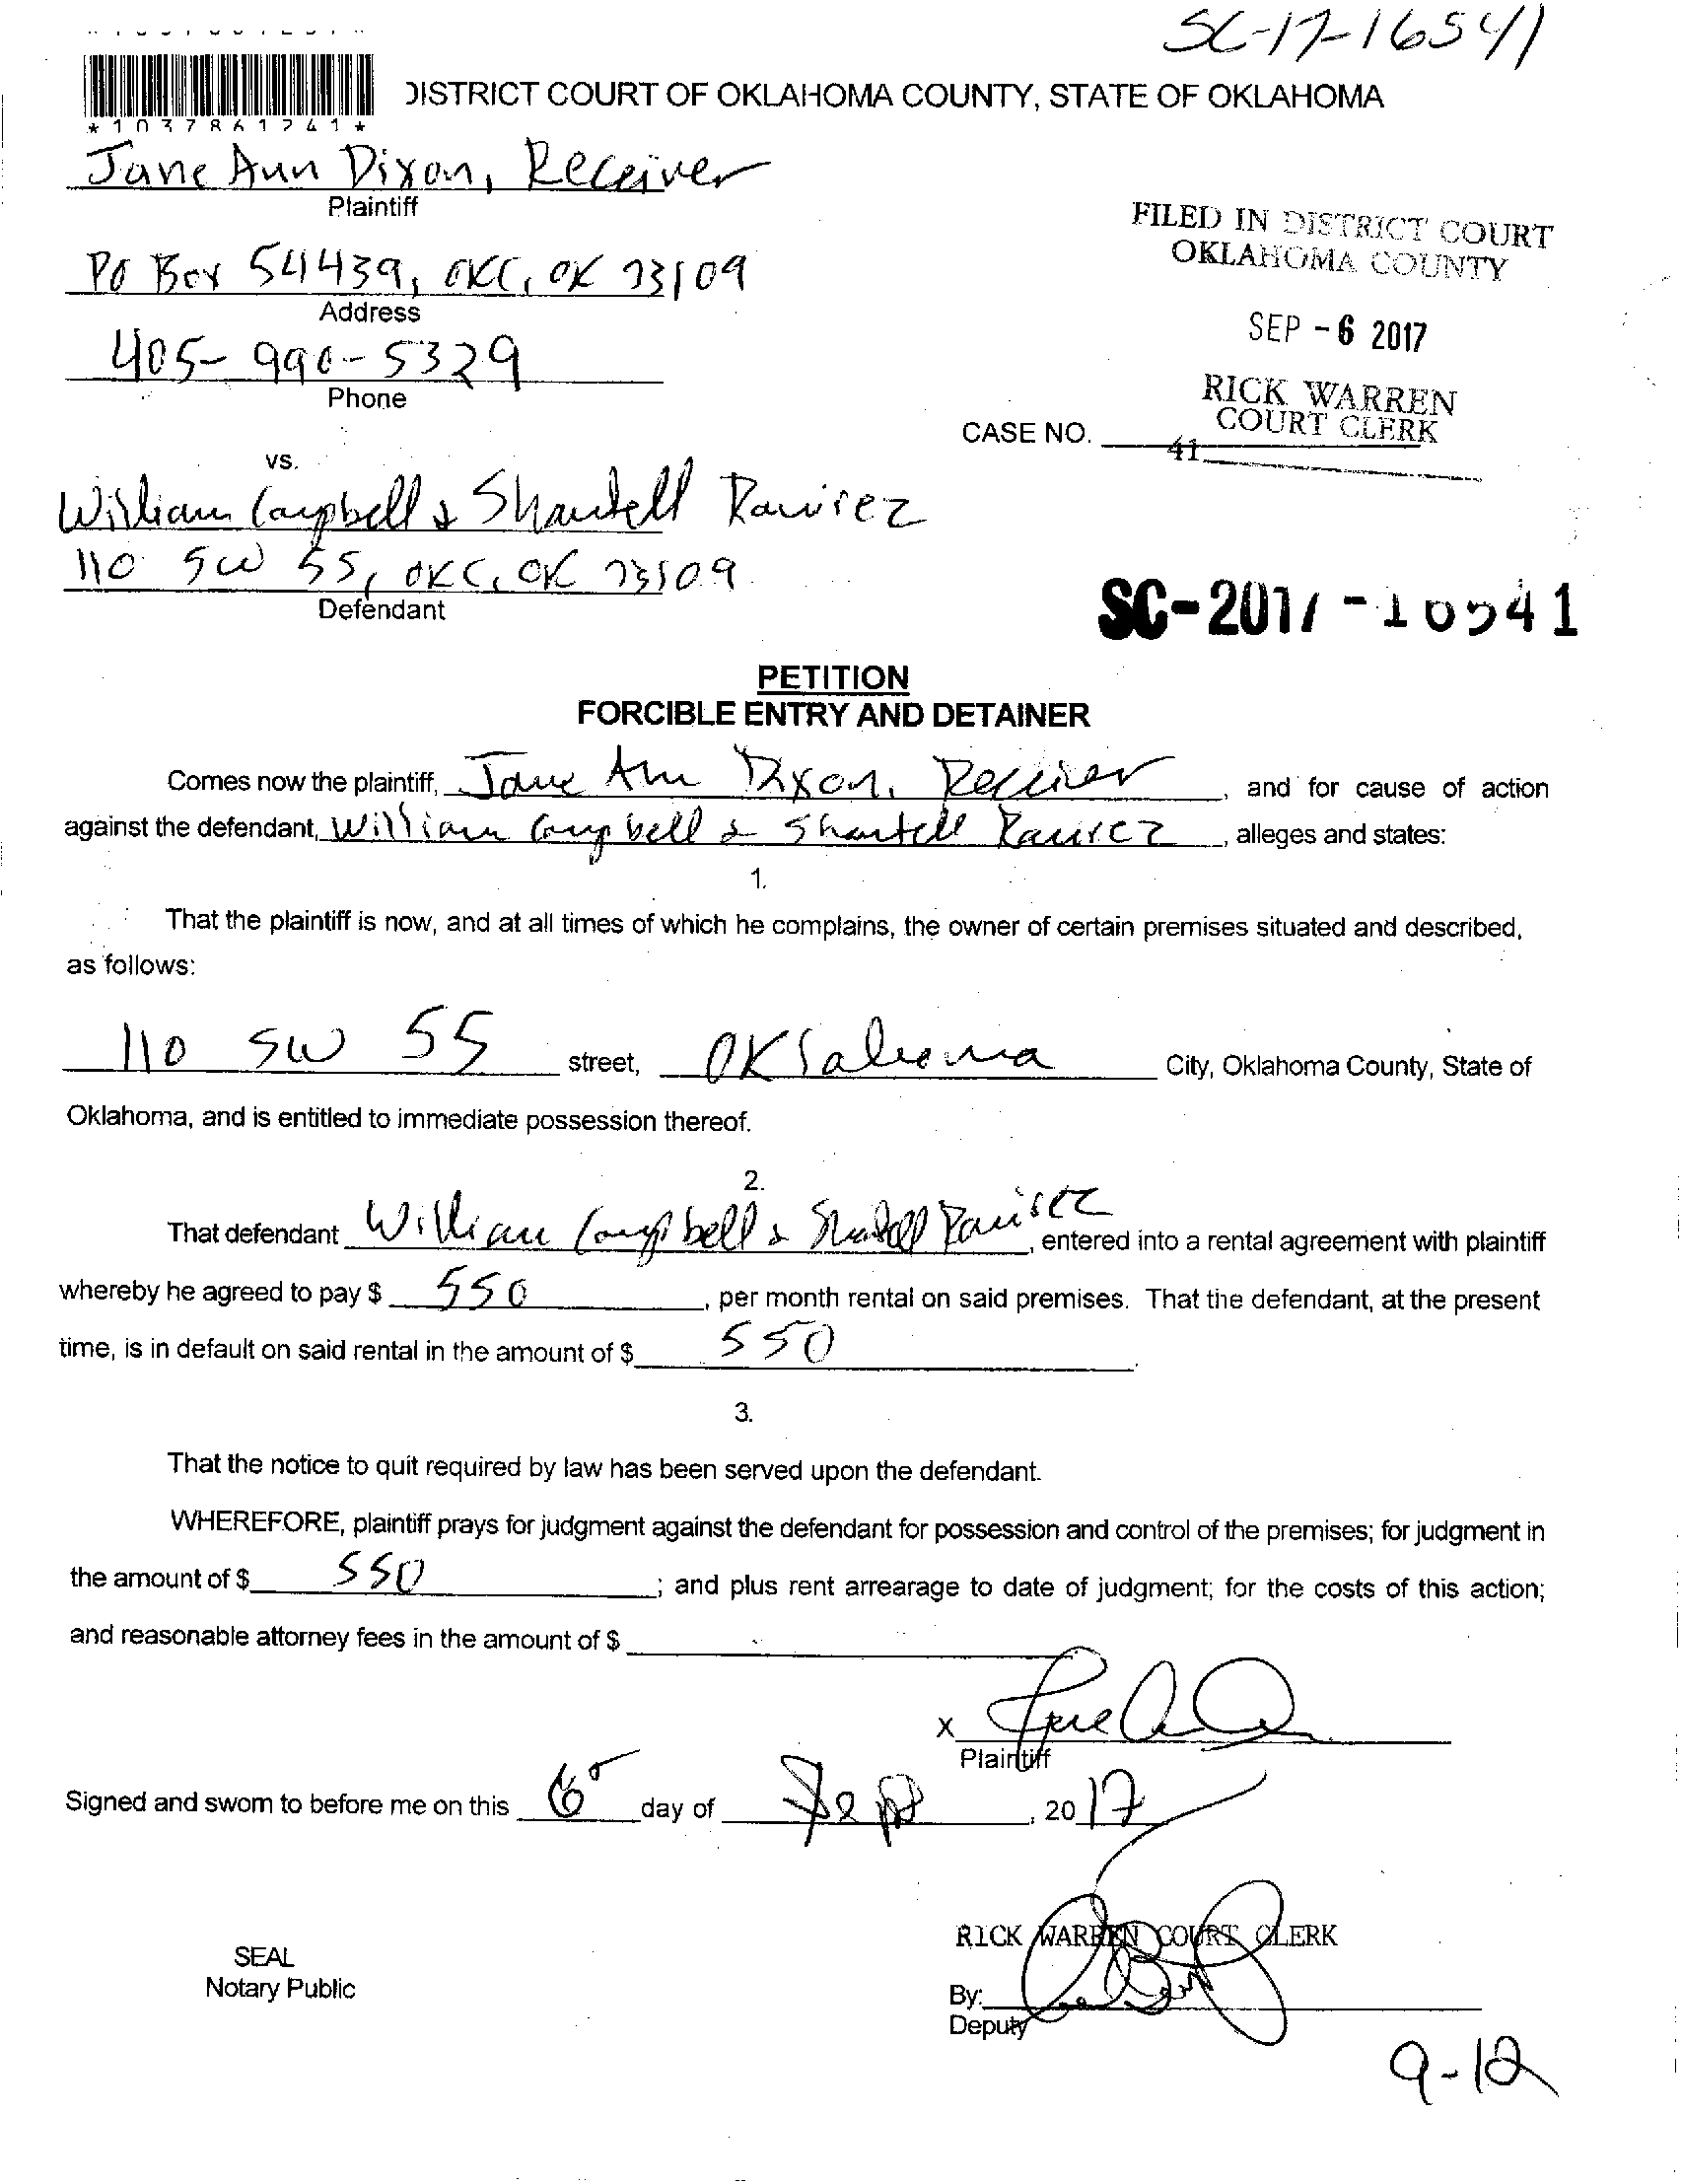 SC-17-16541
DISTRICT COURT OF OKLAHOMA COUNTY, STATE OF OKLAHOMA
*1037861241*
Jane Ann Dixon, Receiver
Plaintiff
FILED IN DISTRICT COURT
OKLAHOMA COUNTY
PO Box 54439, OKC, OK 73109
Address
SEP - 6 2017
405-990-5329
Phone
RICK WARREN
COURT CLERK
CASE NO.
41
vs.
William Campbell & Shantell Ramirez
110 SW 55, OKC, OK 73109
Defendant
SC-2017-16541
PETITION
FORCIBLE ENTRY AND DETAINER
Comes now the plaintiff, Jane Ann Dixon, Receiver, and for cause of action
against the defendant, William Campbell & Shantell Ramirez, alleges and states:
1.
That the plaintiff is now, and at all times of which he complains, the owner of certain premises situated and described,
as follows:
110 SW 55 street, Oklahoma City, Oklahoma County, State of
Oklahoma, and is entitled to immediate possession thereof.
2.
That defendant William Campbell & Shantell Ramirez, entered into a rental agreement with plaintiff
whereby he agreed to pay $ 550, per month rental on said premises. That the defendant, at the present
time, is in default on said rental in the amount of $ 550.
3.
That the notice to quit required by law has been served upon the defendant.
WHEREFORE, plaintiff prays for judgment against the defendant for possession and control of the premises; for judgment in
the amount of $ 550; and plus rent arrearage to date of judgment; for the costs of this action;
and reasonable attorney fees in the amount of $
X
Plaintiff
Signed and sworn to before me on this 6 day of Sept, 2017
RICK WARREN COURT CLERK
SEAL
Notary Public
By:
Deputy
9-12